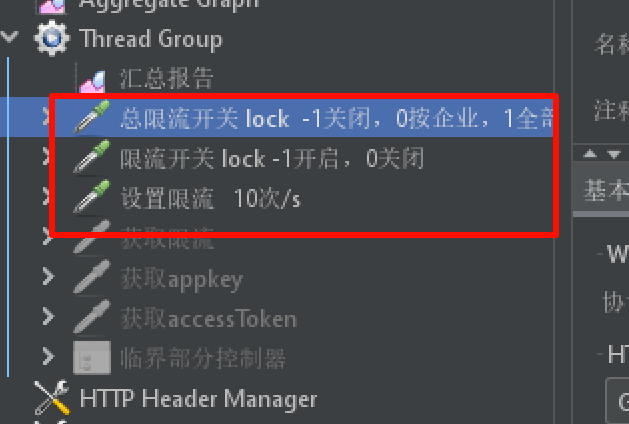 Aggregate Graph
Thread Group
汇总报告
总限流开关 lock  -1关闭，0按企业，1全部
限流开关 lock -1开启，0关闭
设置限流   10次/s
获取限流
获取appkey
获取accessToken
临界部分控制器
HTTP Header Manager
名称
注释
基本
W
协
HT